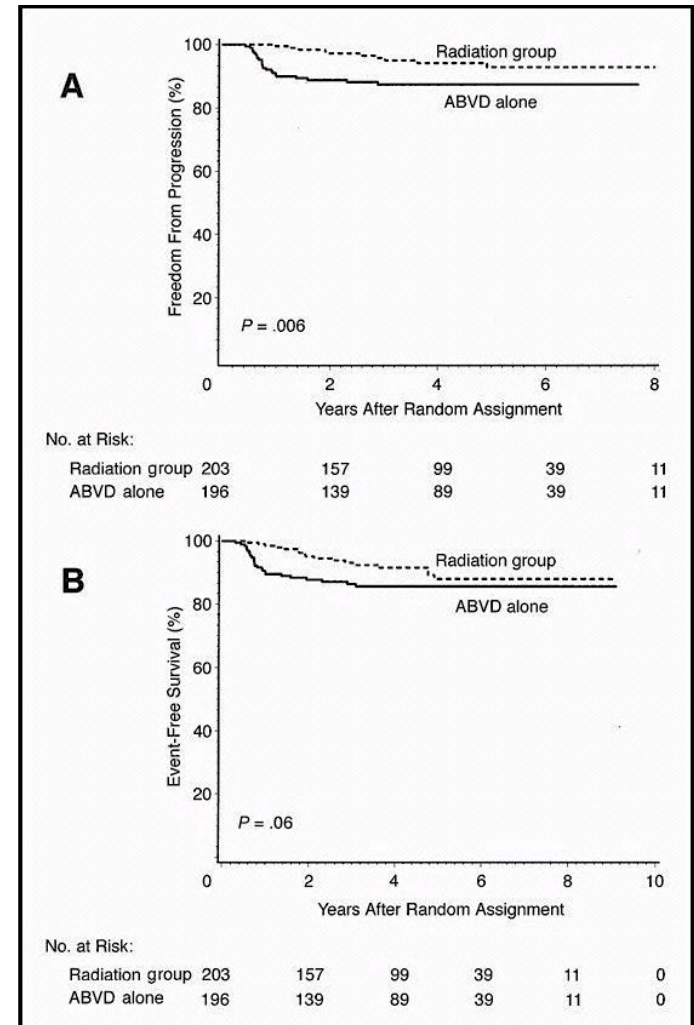 A
Freedom From Progression (%)
100
80
60
40
20
Radiation group
ABVD alone
P = .006
0 2 4 6 8
Years After Random Assignment
No. at Risk:
Radiation group 203 157 99 39 11
ABVD alone 196 139 89 39 11
B
Event-Free Survival (%)
100
80
60
40
20
Radiation group
ABVD alone
P = .06
0 2 4 6 8 10
Years After Random Assignment
No. at Risk:
Radiation group 203 157 99 39 11 0
ABVD alone 196 139 89 39 11 0